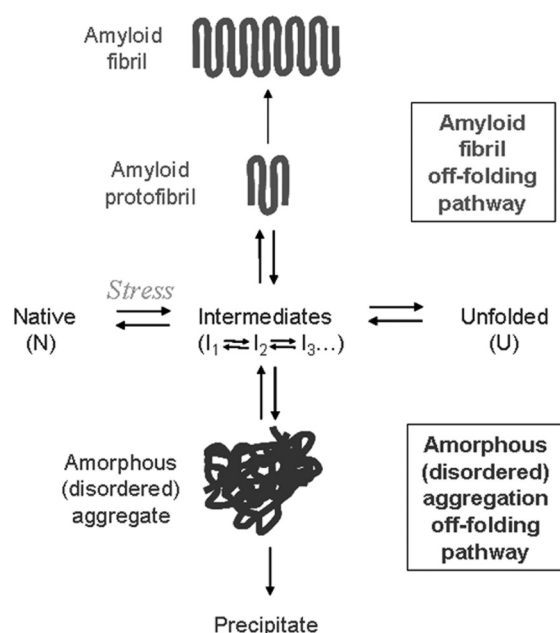 Amyloid
fibril
Amyloid
protofibril
Amyloid
fibril
off-folding
pathway
Stress
Native
(N)
Intermediates
(I1 I2 I3...)
Unfolded
(U)
Amorphous
(disordered)
aggregate
Amorphous
(disordered)
aggregation
off-folding
pathway
Precipitate